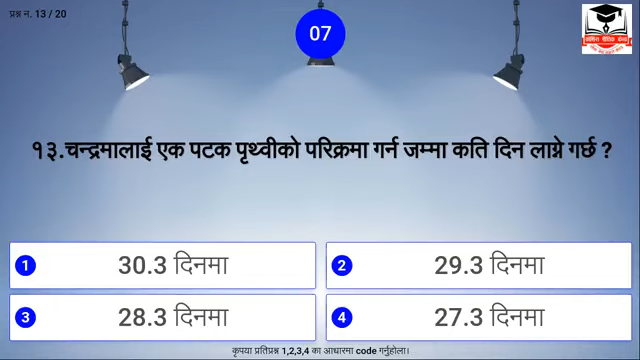 प्रश्न न. 13 / 20
07
१३.चन्द्रमालाई एक पटक पृथ्वीको परिक्रमा गर्न जम्मा कति दिन लाग्ने गर्छ ?
1 30.3 दिनमा
2 29.3 दिनमा
3 28.3 दिनमा
4 27.3 दिनमा
कृपया प्रतिप्रश्न 1,2,3,4 का आधारमा code गर्नुहोला।